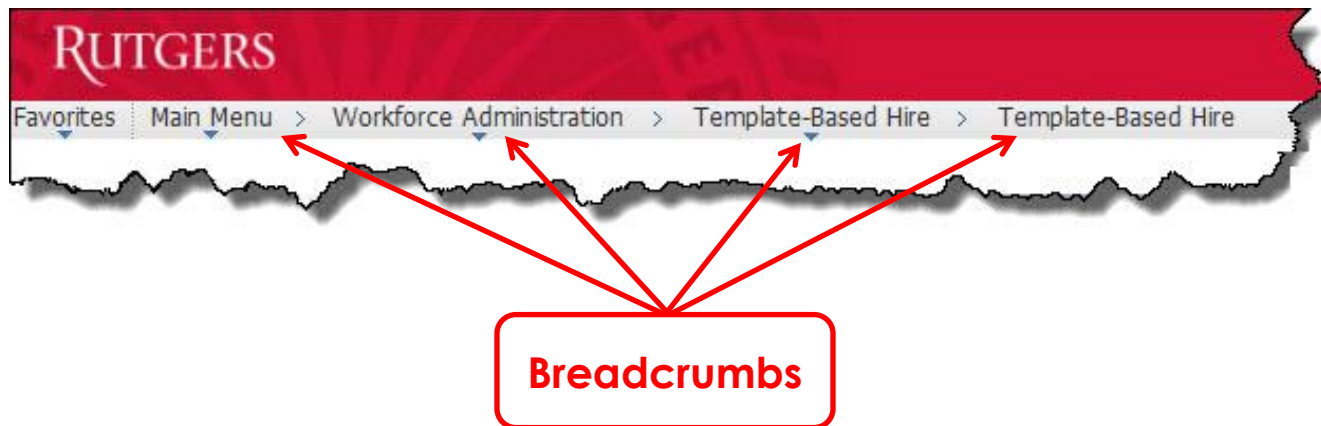 RUTGERS
Favorites Main Menu > Workforce Administration > Template-Based Hire > Template-Based Hire
Breadcrumbs